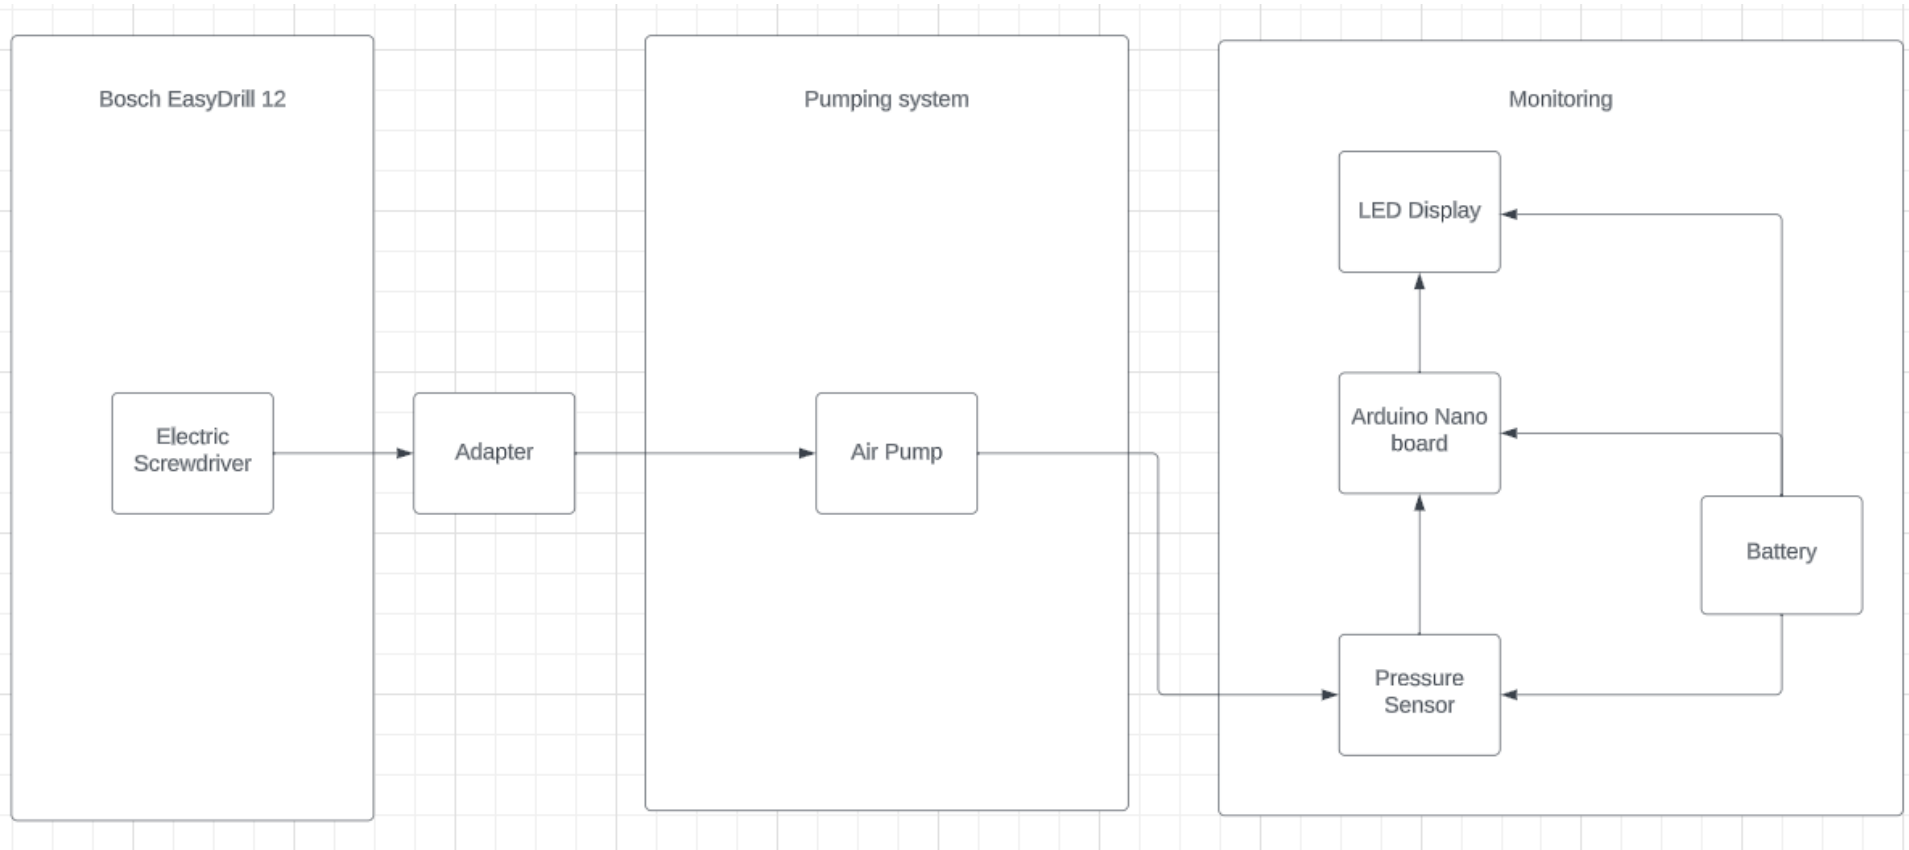 Bosch EasyDrill 12
Electric
Screwdriver
Adapter
Pumping system
Air Pump
Monitoring
LED Display
Arduino Nano
board
Battery
Pressure
Sensor